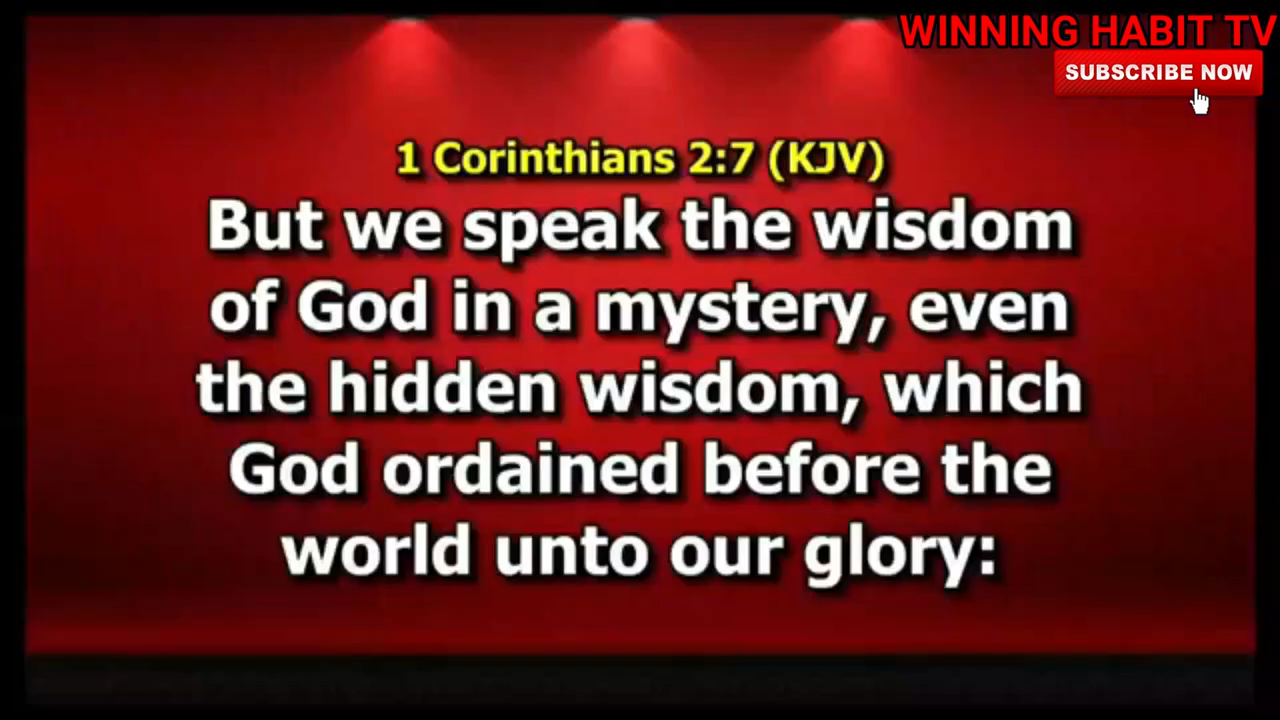 WINNING HABIT TV
SUBSCRIBE NOW
1 Corinthians 2:7 (KJV)
But we speak the wisdom
of God in a mystery, even
the hidden wisdom, which
God ordained before the
world unto our glory: